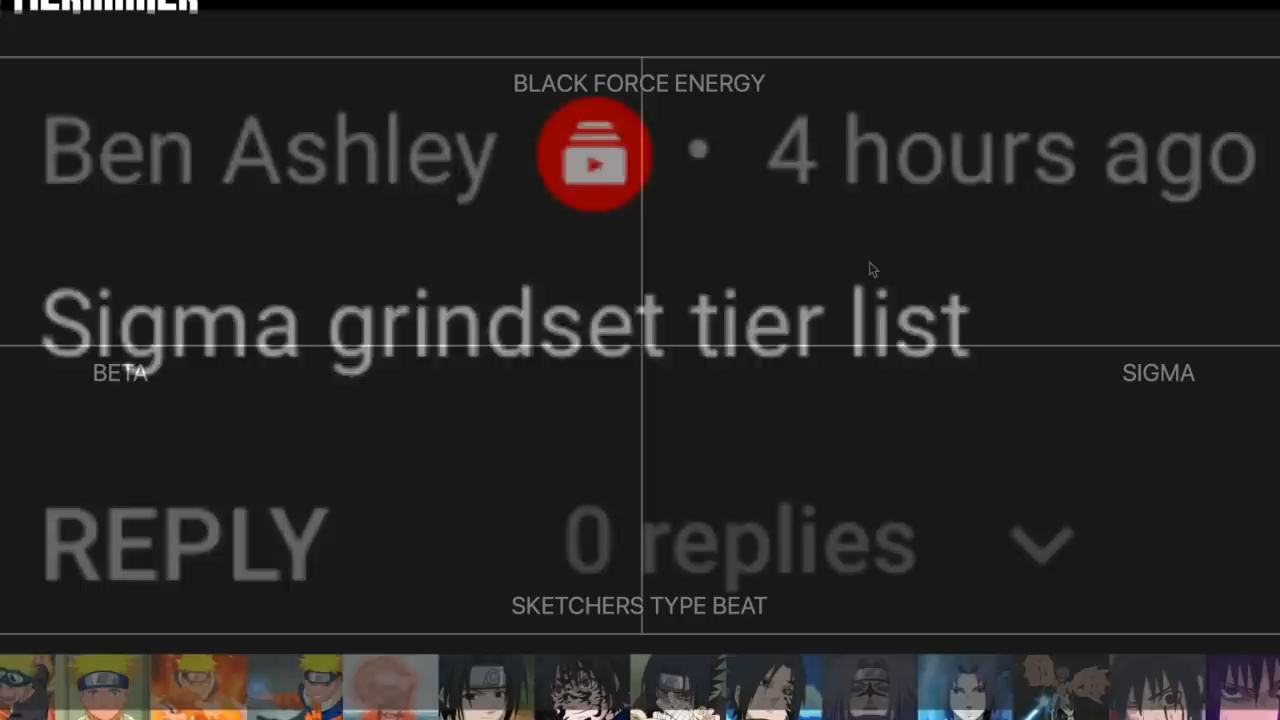 BLACK FORCE ENERGY
Ben Ashley • 4 hours ago
Sigma grindset tier list
BETA
SIGMA
REPLY 0 replies
SKETCHERS TYPE BEAT